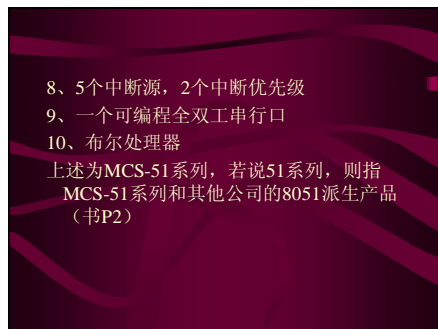 8、5个中断源，2个中断优先级
9、一个可编程全双工串行口
10、布尔处理器
上述为MCS-51系列，若说51系列，则指
MCS-51系列和其他公司的8051派生产品
（书P2）